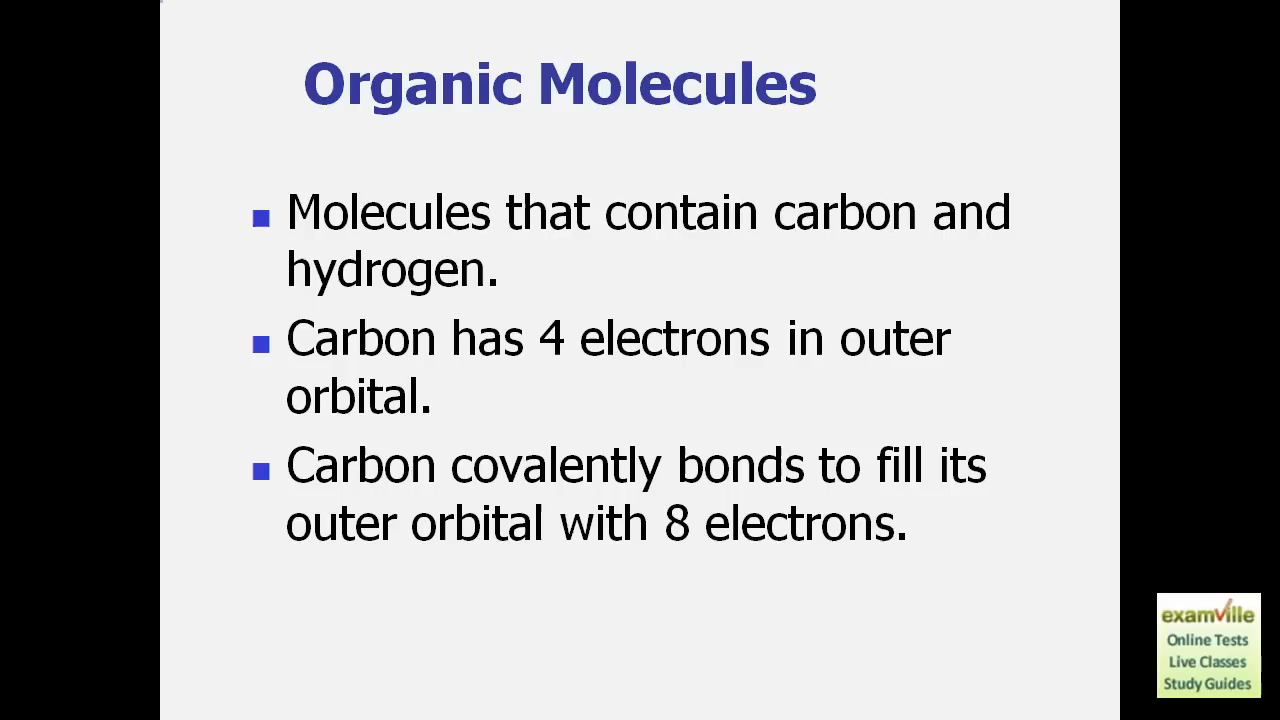 Organic Molecules
Molecules that contain carbon and
hydrogen.
Carbon has 4 electrons in outer
orbital.
Carbon covalently bonds to fill its
outer orbital with 8 electrons.
examville
Online Tests
Live Classes
Study Guides